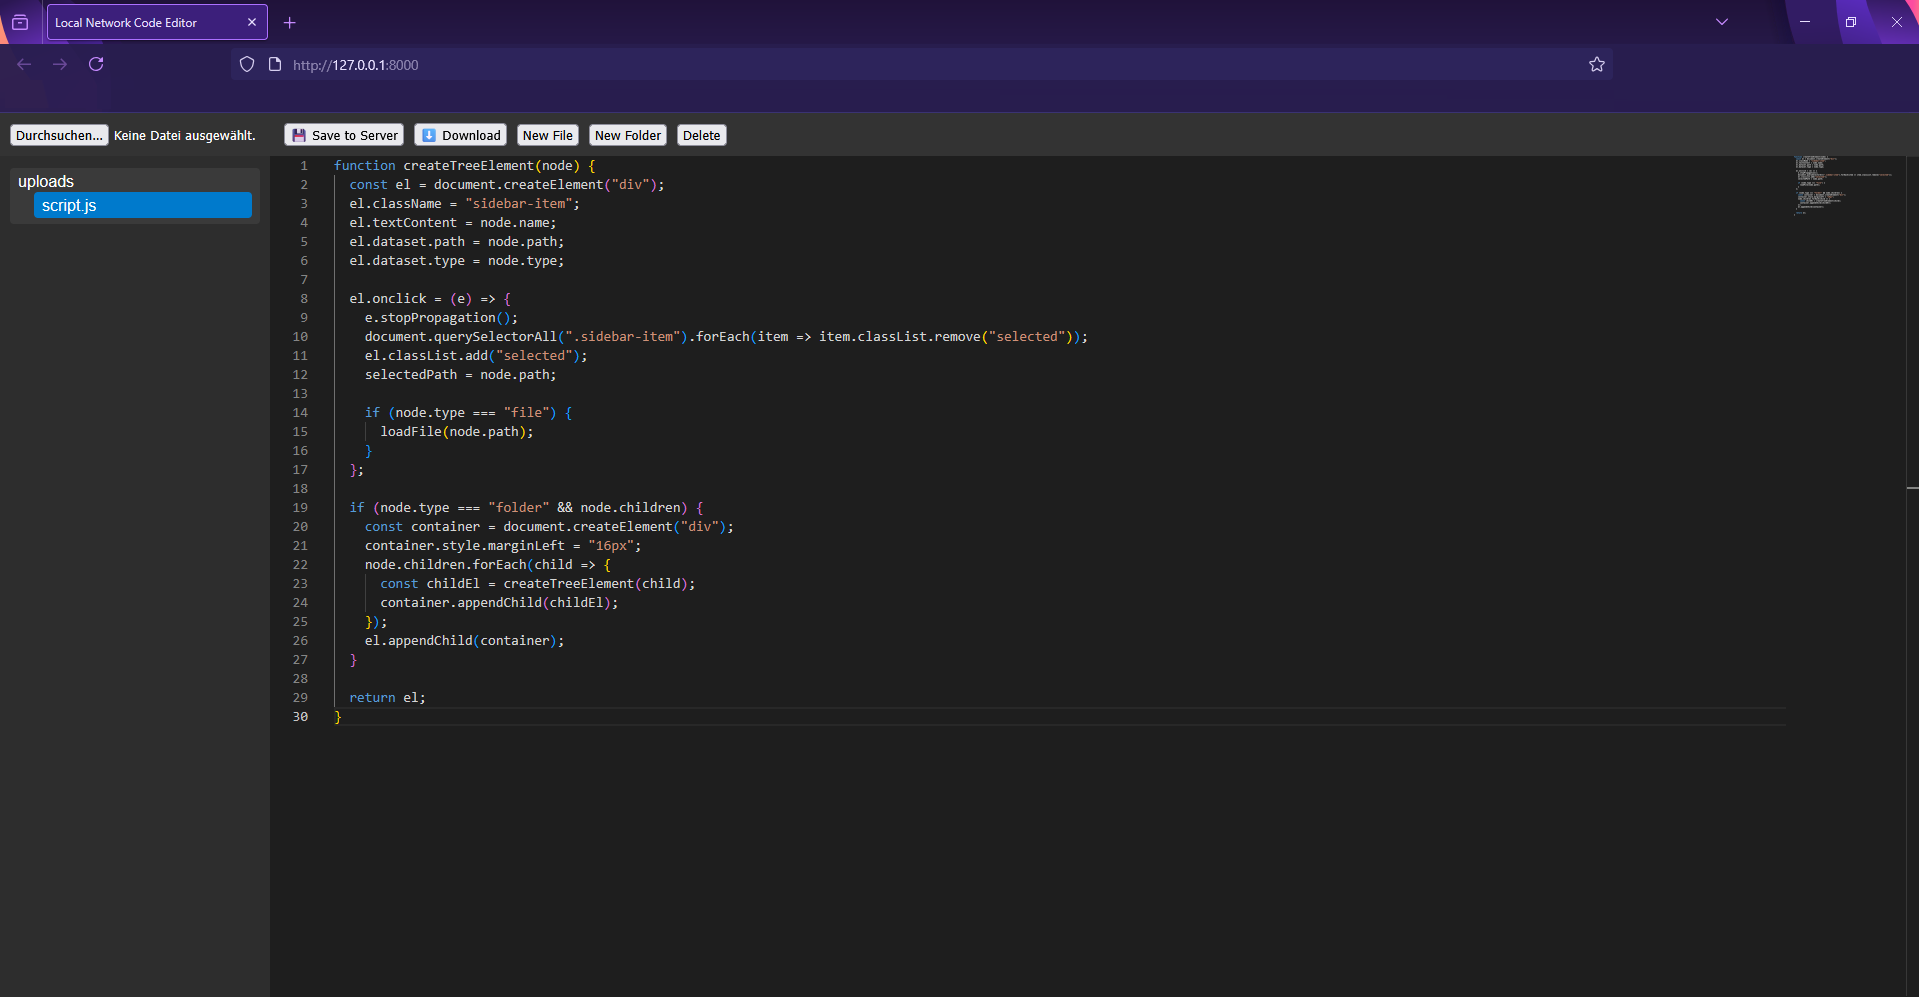 Local Network Code Editor
http://127.0.0.1:8000
Durchsuchen... Keine Datei ausgewählt. Save to Server Download New File New Folder Delete
uploads
script.js
1 function createTreeElement(node) {
2 const el = document.createElement("div");
3 el.className = "sidebar-item";
4 el.textContent = node.name;
5 el.dataset.path = node.path;
6 el.dataset.type = node.type;
7
8 el.onclick = (e) => {
9 e.stopPropagation();
10 document.querySelectorAll(".sidebar-item").forEach(item => item.classList.remove("selected"));
11 el.classList.add("selected");
12 selectedPath = node.path;
13
14 if (node.type === "file") {
15 loadFile(node.path);
16 }
17 };
18
19 if (node.type === "folder" && node.children) {
20 const container = document.createElement("div");
21 container.style.marginLeft = "16px";
22 node.children.forEach(child => {
23 const childEl = createTreeElement(child);
24 container.appendChild(childEl);
25 });
26 el.appendChild(container);
27 }
28
29 return el;
30 }